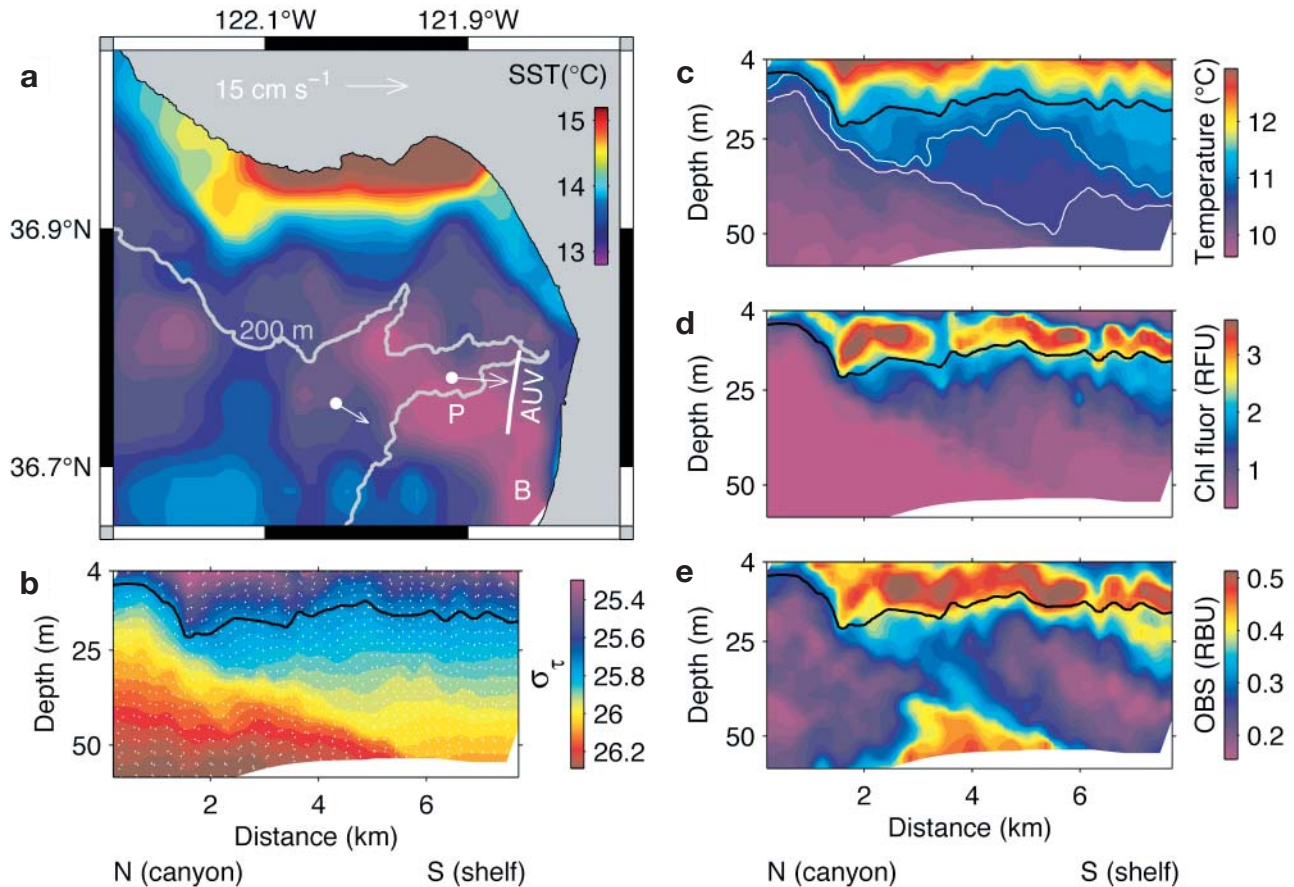 122.1°W 121.9°W
a
15 cm s⁻¹
SST(°C)
15
14
13
36.9°N
36.7°N
200 m
P
AUV
B
b
4
25
50
Depth (m)
2 4 6
Distance (km)
N (canyon) S (shelf)
25.4
25.6
25.8
26
26.2
σ_τ
c
4
25
50
Depth (m)
12
11
10
Temperature (°C)
d
4
25
50
Depth (m)
3
2
1
Chl fluor (RFU)
e
4
25
50
Depth (m)
0.5
0.4
0.3
0.2
OBS (RBU)
2 4 6
Distance (km)
N (canyon) S (shelf)